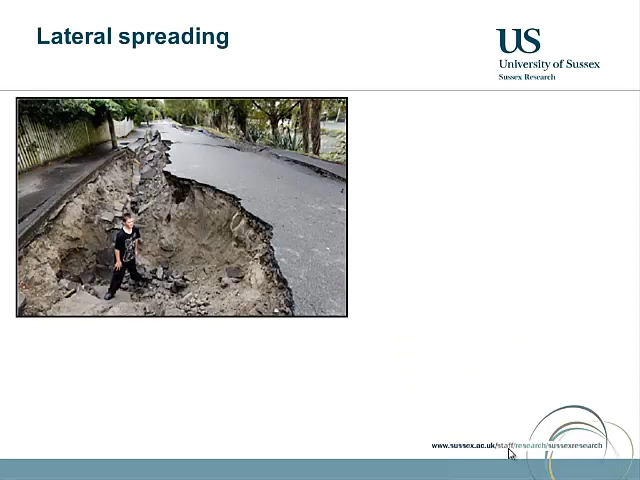 Lateral spreading
US
University of Sussex
Sussex Research
www.sussex.ac.uk/staff/research/sussexresearch